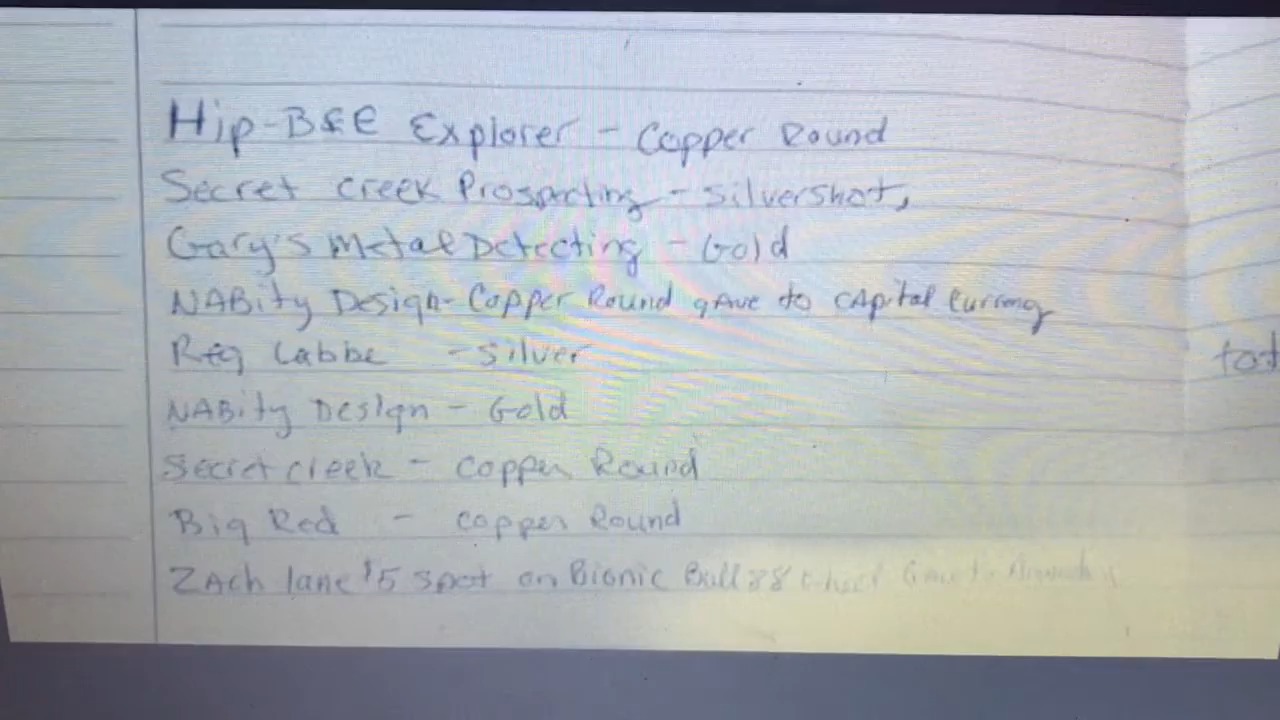 Hip-B&E Explorer - Copper Round
Secret Creek Prospecting - Silvershot,
Gary's Metal Detecting - Gold
NABity Design - Copper Round gave to Capital
Reg Labbe - Silver
NABity Design - Gold
Secret Creek - Copper Round
Big Red - Copper Round
Zach lane $5 spot on Bionic Ball 88